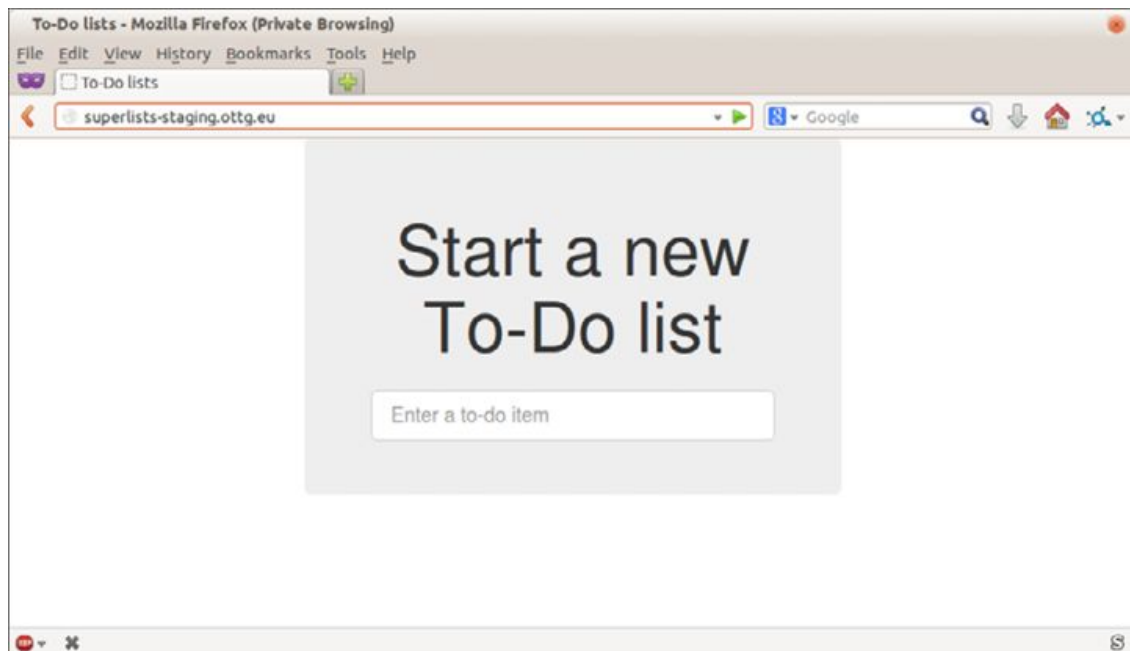 To-Do lists - Mozilla Firefox (Private Browsing)
File Edit View History Bookmarks Tools Help
To-Do lists
superlists-staging.ottg.eu
Google
Start a new
To-Do list
Enter a to-do item